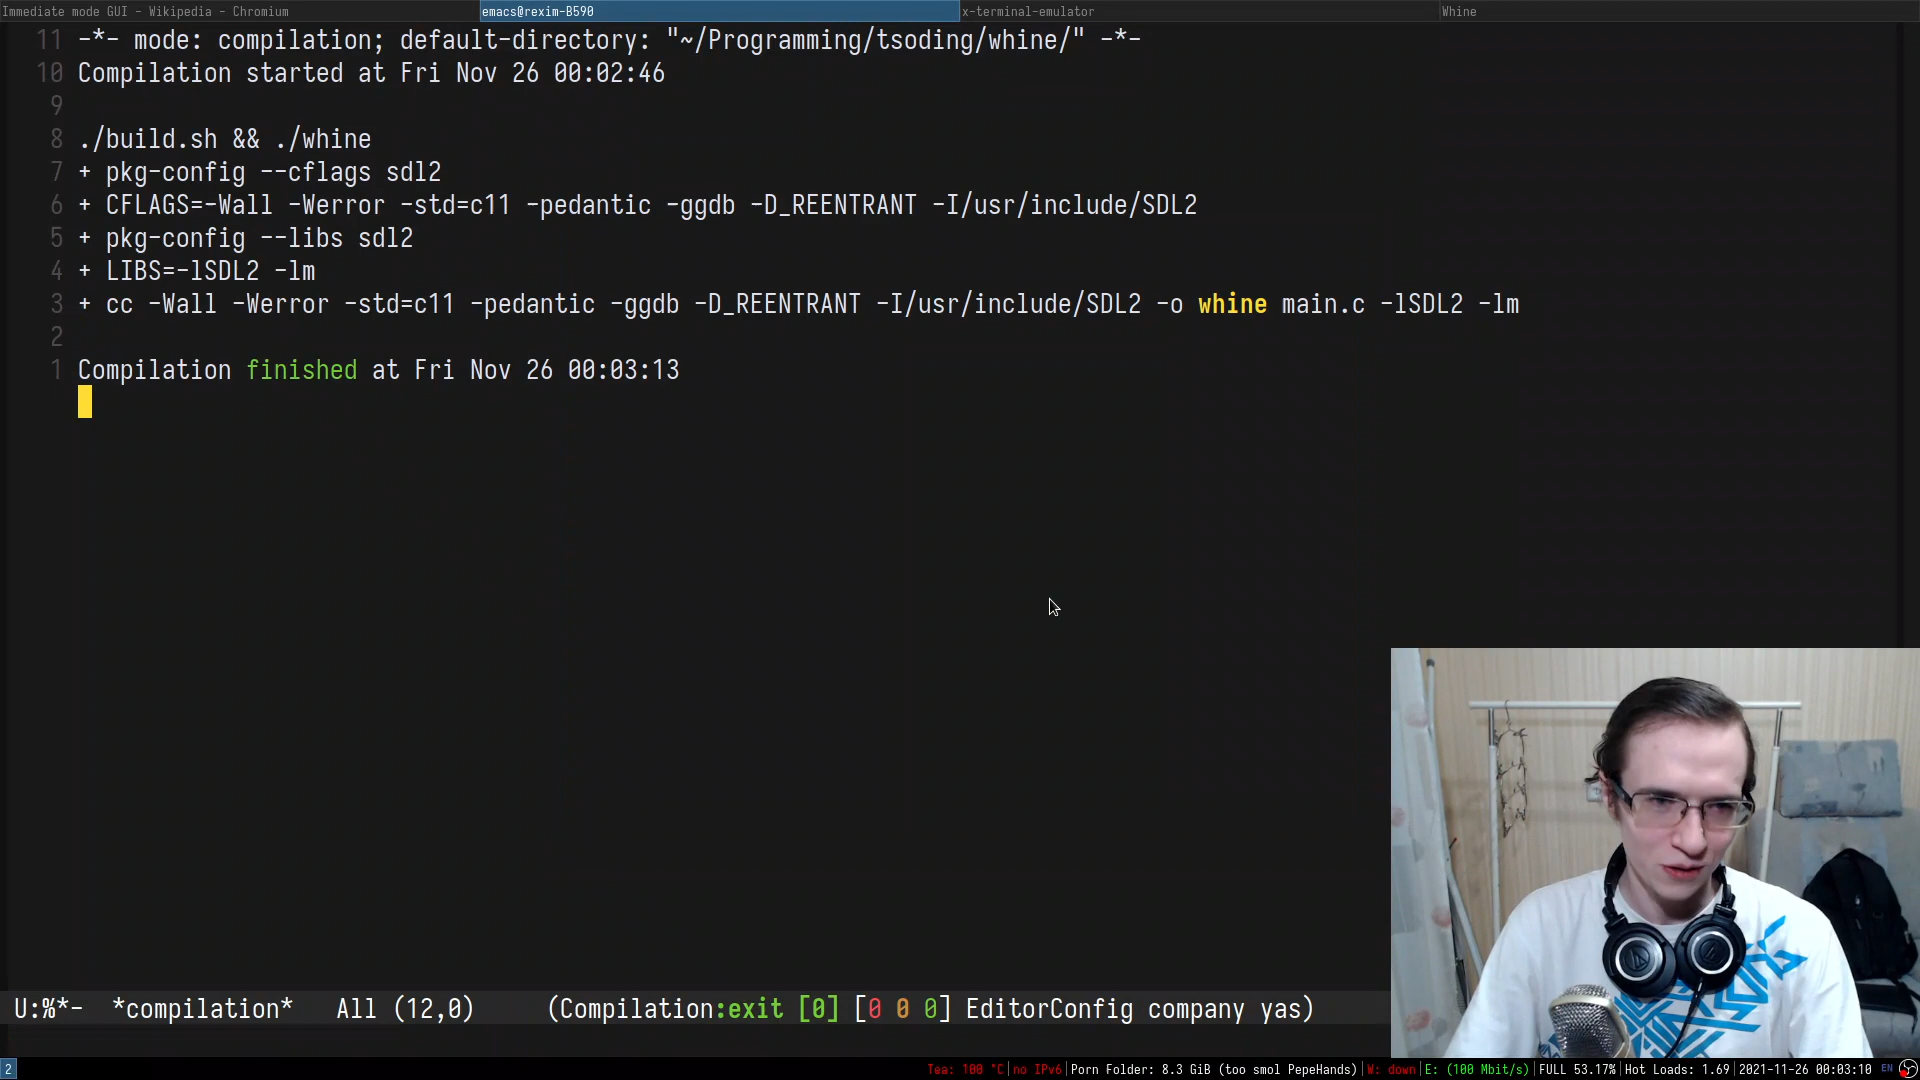 Immediate mode GUI - Wikipedia - Chromium
emacs@rexim-B590
x-terminal-emulator
Whine
11 -*- mode: compilation; default-directory: "~/Programming/tsoding/whine/" -*-
10 Compilation started at Fri Nov 26 00:02:46
9
8 ./build.sh && ./whine
7 + pkg-config --cflags sdl2
6 + CFLAGS=-Wall -Werror -std=c11 -pedantic -ggdb -D_REENTRANT -I/usr/include/SDL2
5 + pkg-config --libs sdl2
4 + LIBS=-lSDL2 -lm
3 + cc -Wall -Werror -std=c11 -pedantic -ggdb -D_REENTRANT -I/usr/include/SDL2 -o whine main.c -lSDL2 -lm
2
1 Compilation finished at Fri Nov 26 00:03:13
U:%*- *compilation* All (12,0) (Compilation:exit [0] [0 0 0] EditorConfig company yas)
2 Tea: 100 °C|no IPv6|Porn Folder: 8.3 GiB (too smol PepeHands)|W: down|E: (100 Mbit/s)|FULL 53.17%|Hot Loads: 1.69|2021-11-26 00:03:10 EN